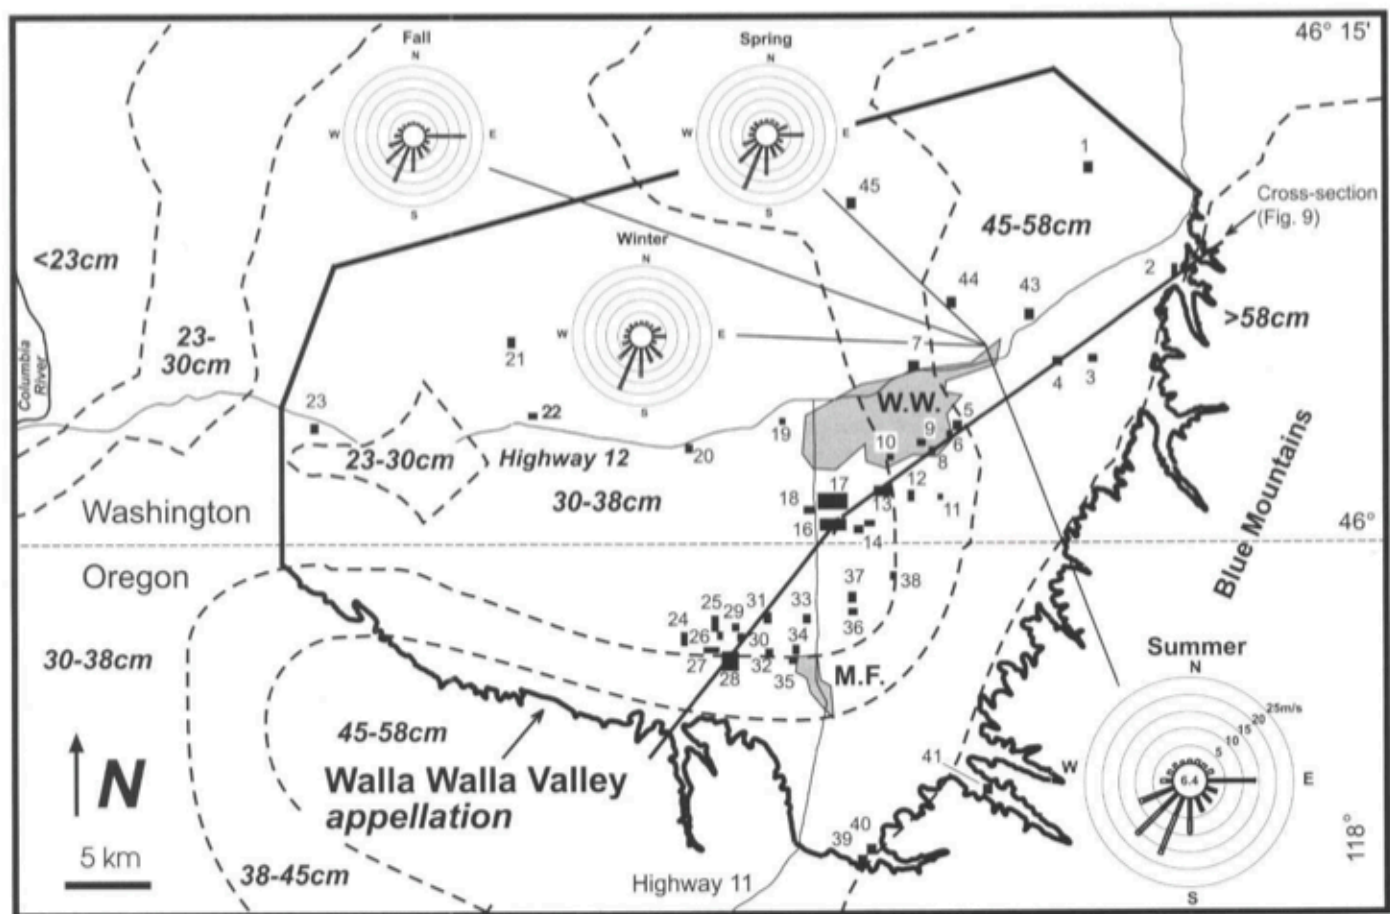 Fall
N
W
E
S
Spring
N
W
E
S
46° 15'
1
45
Cross-section
(Fig. 9)
45-58cm
Winter
N
W
E
S
<23cm
2
44
43
>58cm
Columbia
River
23-
30cm
21
7
4
3
W.W.
23
22
19
5
6
9
10
8
23-30cm
Highway 12
20
30-38cm
17
12
13
11
18
16
14
Washington
46°
Oregon
Blue Mountains
38
37
36
31
33
25
29
24
26
30
34
27
28
32
35
M.F.
30-38cm
Summer
N
25m/s
20
15
10
5
W
6.4
E
S
45-58cm
41
Walla Walla Valley
appellation
N
5 km
40
39
118°
38-45cm
Highway 11